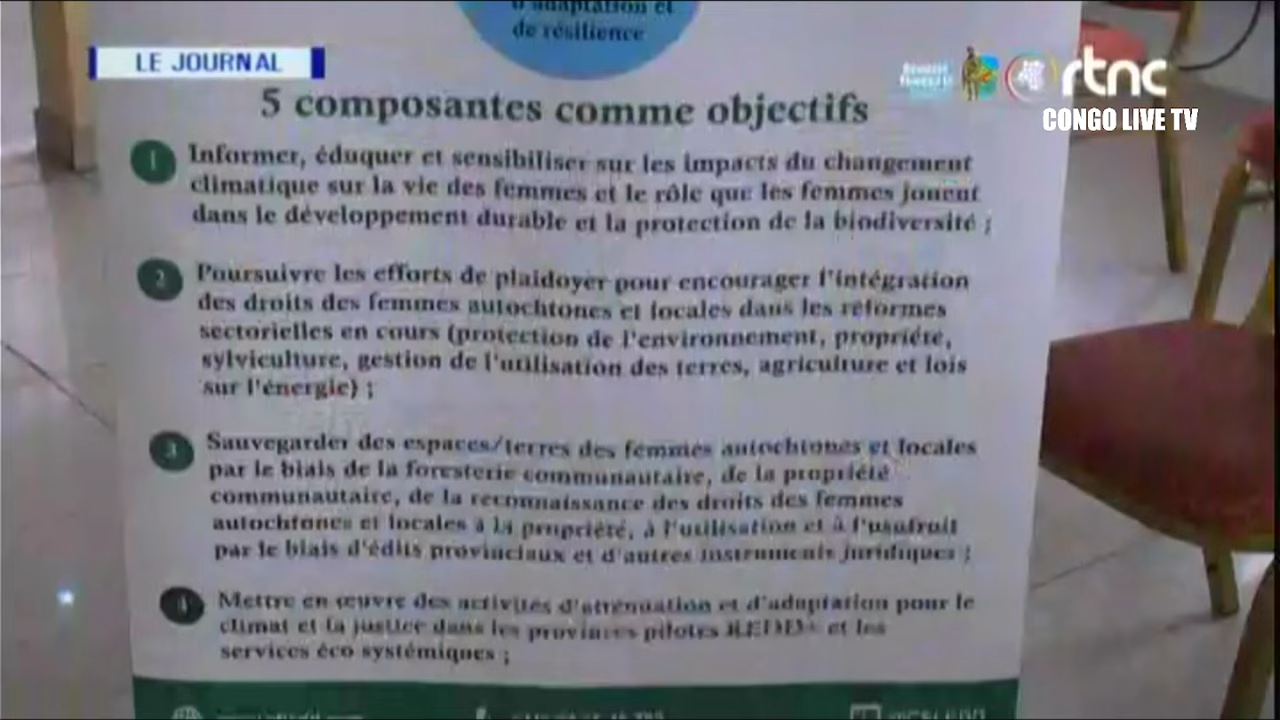 d'adaptation et
de résilience
LE JOURNAL
rtnc
CONGO LIVE TV
5 composantes comme objectifs
1 Informer, éduquer et sensibiliser sur les impacts du changement
climatique sur la vie des femmes et le rôle que les femmes jouent
dans le développement durable et la protection de la biodiversité ;
2 Poursuivre les efforts de plaidoyer pour encourager l'intégration
des droits des femmes autochtones et locales dans les réformes
sectorielles en cours (protection de l'environnement, propriété,
sylviculture, gestion de l'utilisation des terres, agriculture et lois
sur l'énergie) ;
3 Sauvegarder des espaces/terres des femmes autochtones et locales
par le biais de la foresterie communautaire, de la propriété
communautaire, de la reconnaissance des droits des femmes
autochtones et locales à la propriété, à l'utilisation et à l'usufruit
par le biais d'édits provinciaux et d'autres instruments juridiques ;
4 Mettre en œuvre des activités d'atténuation et d'adaptation pour le
climat et la justice dans les provinces pilotes REDD+ et les
services éco systémiques ;